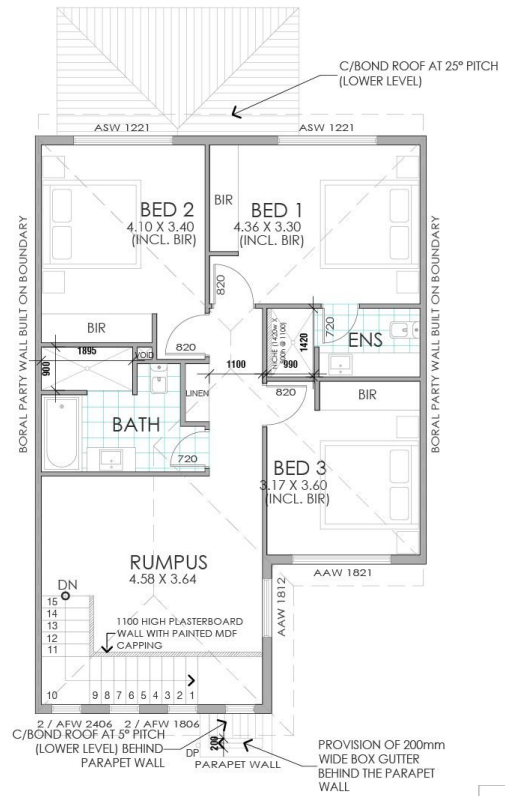 C/BOND ROOF AT 25° PITCH
(LOWER LEVEL)
ASW 1221
ASW 1221
BORAL PARTY WALL BUILT ON BOUNDARY
BED 2
4.10 X 3.40
(INCL. BIR)
BIR
BED 1
4.36 X 3.30
(INCL. BIR)
BORAL PARTY WALL BUILT ON BOUNDARY
820
BIR
820
1895
VOID
900
1100
NICHE (1420w X
@ 1100)
990
1420
720
ENS
LINEN
820
BIR
BATH
720
BED 3
3.17 X 3.60
(INCL. BIR)
RUMPUS
4.58 X 3.64
AAW 1821
AAW 1812
DN
15
14
13
12
11
1100 HIGH PLASTERBOARD
WALL WITH PAINTED MDF
CAPPING
10 9 8 7 6 5 4 3 2 1
2 / AFW 2406 2 / AFW 1806
C/BOND ROOF AT 5° PITCH
(LOWER LEVEL) BEHIND
PARAPET WALL
DP
200
PARAPET WALL
PROVISION OF 200mm
WIDE BOX GUTTER
BEHIND THE PARAPET
WALL